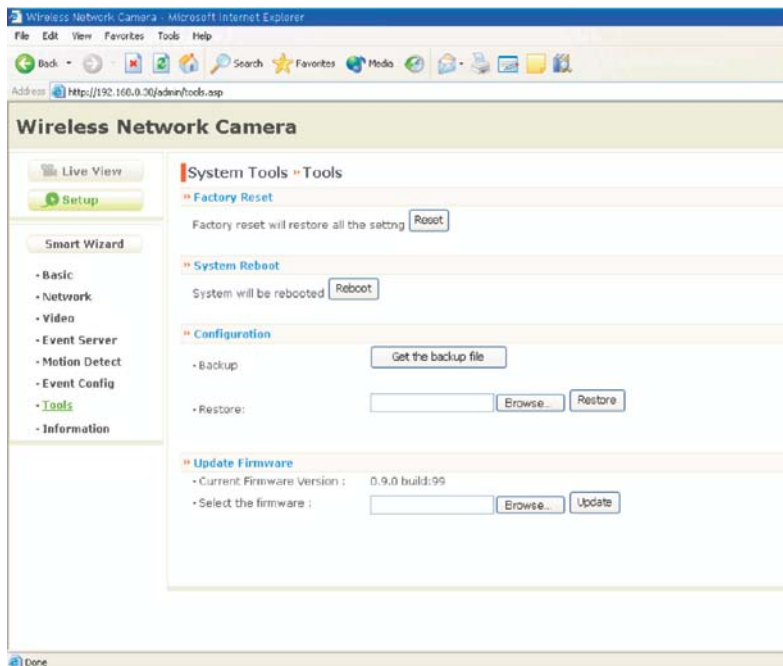 Wireless Network Camera - Microsoft Internet Explorer
File Edit View Favorites Tools Help
Back Search Favorites Media
Address http://192.168.0.30/admin/tools.asp
Wireless Network Camera
Live View
Setup
Smart Wizard
- Basic
- Network
- Video
- Event Server
- Motion Detect
- Event Config
- Tools
- Information
System Tools » Tools
» Factory Reset
Factory reset will restore all the settng Reset
» System Reboot
System will be rebooted Reboot
» Configuration
• Backup Get the backup file
• Restore: Browse... Restore
» Update Firmware
• Current Firmware Version : 0.9.0 build:99
• Select the firmware : Browse... Update
Done